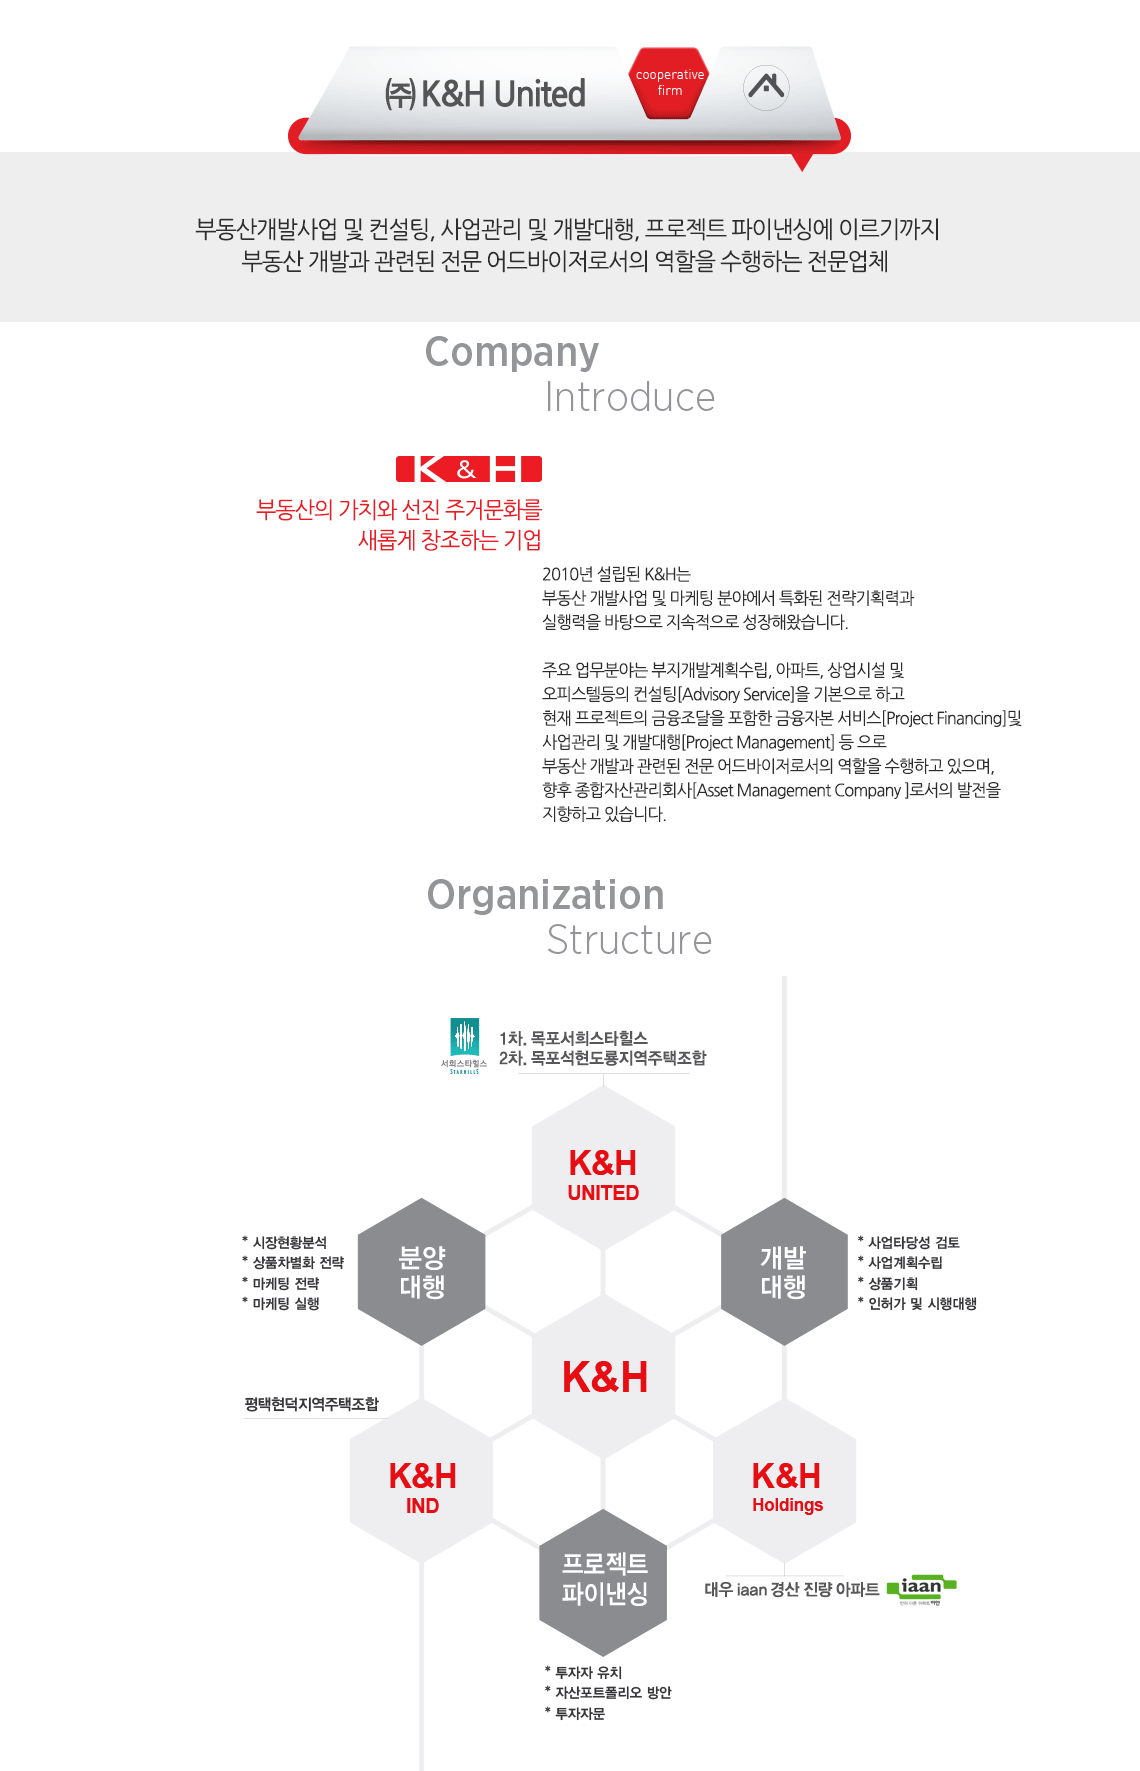 ㈜ K&H United
cooperative
firm
부동산개발사업 및 컨설팅, 사업관리 및 개발대행, 프로젝트 파이낸싱에 이르기까지
부동산 개발과 관련된 전문 어드바이저로서의 역할을 수행하는 전문업체
Company
Introduce
K&H
부동산의 가치와 선진 주거문화를
새롭게 창조하는 기업
2010년 설립된 K&H는
부동산 개발사업 및 마케팅 분야에서 특화된 전략기획력과
실행력을 바탕으로 지속적으로 성장해왔습니다.
주요 업무분야는 부지개발계획수립, 아파트, 상업시설 및
오피스텔등의 컨설팅[Advisory Service]을 기본으로 하고
현재 프로젝트의 금융조달을 포함한 금융자본 서비스[Project Financing]및
사업관리 및 개발대행[Project Management] 등 으로
부동산 개발과 관련된 전문 어드바이저로서의 역할을 수행하고 있으며,
향후 종합자산관리회사[Asset Management Company ]로서의 발전을
지향하고 있습니다.
Organization
Structure
서희스타힐스
STARHILLS
1차. 목포서희스타힐스
2차. 목포석현도룡지역주택조합
K&H
UNITED
* 시장현황분석
* 상품차별화 전략
* 마케팅 전략
* 마케팅 실행
분양
대행
개발
대행
* 사업타당성 검토
* 사업계획수립
* 상품기획
* 인허가 및 시행대행
K&H
평택현덕지역주택조합
K&H
IND
K&H
Holdings
프로젝트
파이낸싱
대우 iaan 경산 진량 아파트
iaan
* 투자자 유치
* 자산포트폴리오 방안
* 투자자문